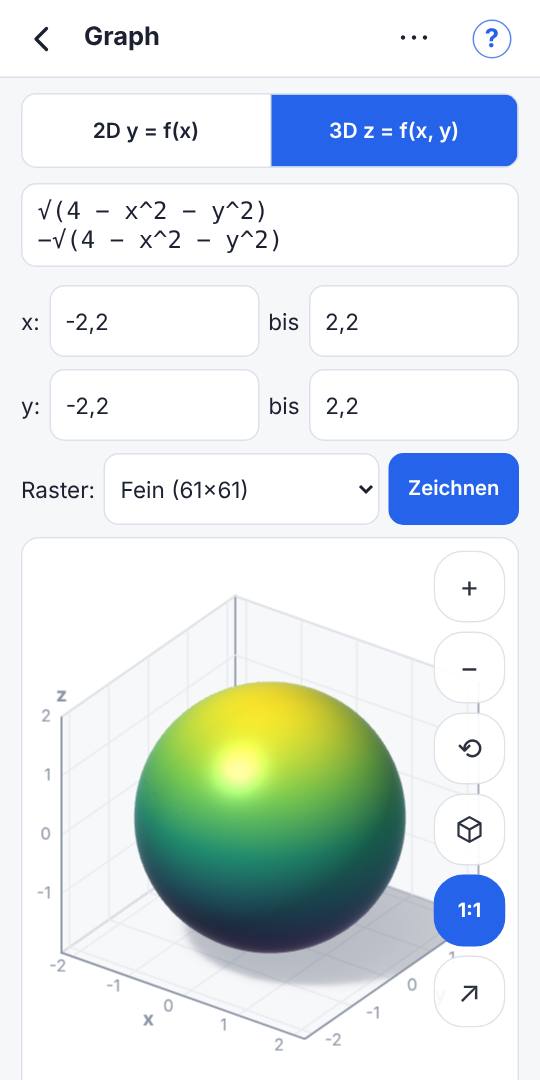 Graph
?
2D y = f(x)
3D z = f(x, y)
√(4 − x^2 − y^2)
−√(4 − x^2 − y^2)
x: -2,2 bis 2,2
y: -2,2 bis 2,2
Raster: Fein (61×61) Zeichnen
+
−
1:1
z
2
1
0
-1
-2
-1
0
1
2
x
-2
-1
0
1
y